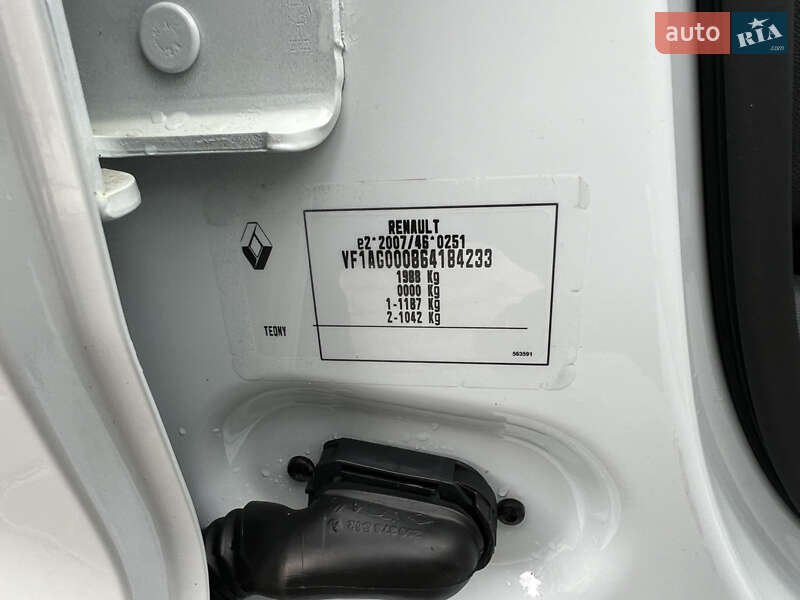 auto RIA .com
RENAULT
e2*2007/46*0251
VF1AG000864184233
1988 Kg
0000 Kg
1-1187 Kg
2-1042 Kg
TEQNY
563591